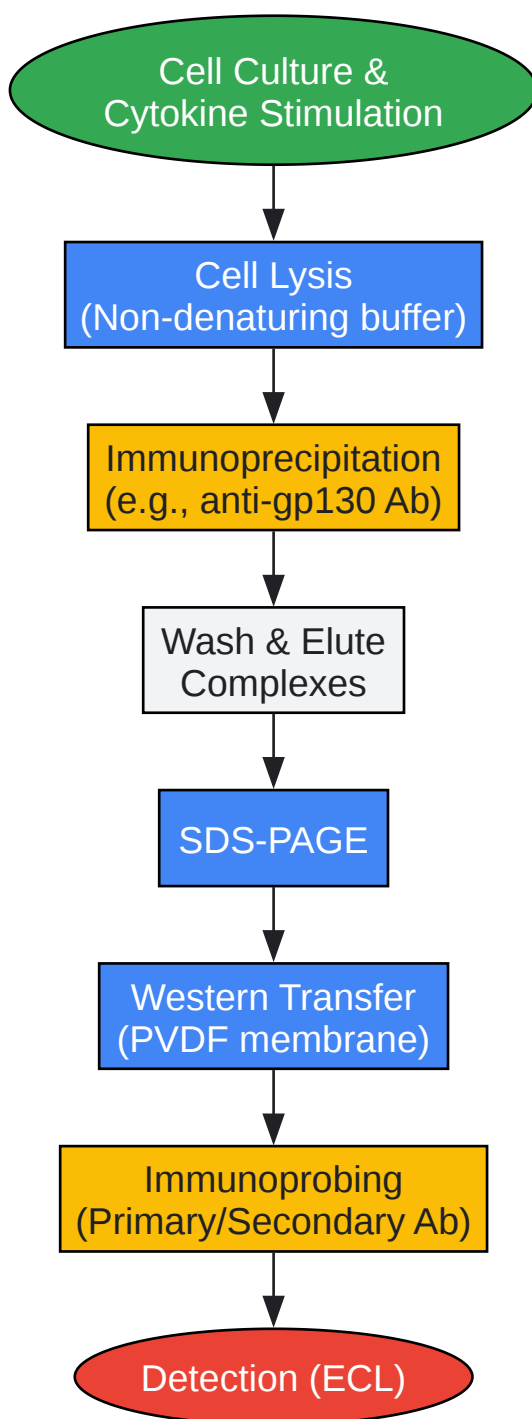 Cell Culture &
Cytokine Stimulation
Cell Lysis
(Non-denaturing buffer)
Immunoprecipitation
(e.g., anti-gp130 Ab)
Wash & Elute
Complexes
SDS-PAGE
Western Transfer
(PVDF membrane)
Immunoprobing
(Primary/Secondary Ab)
Detection (ECL)